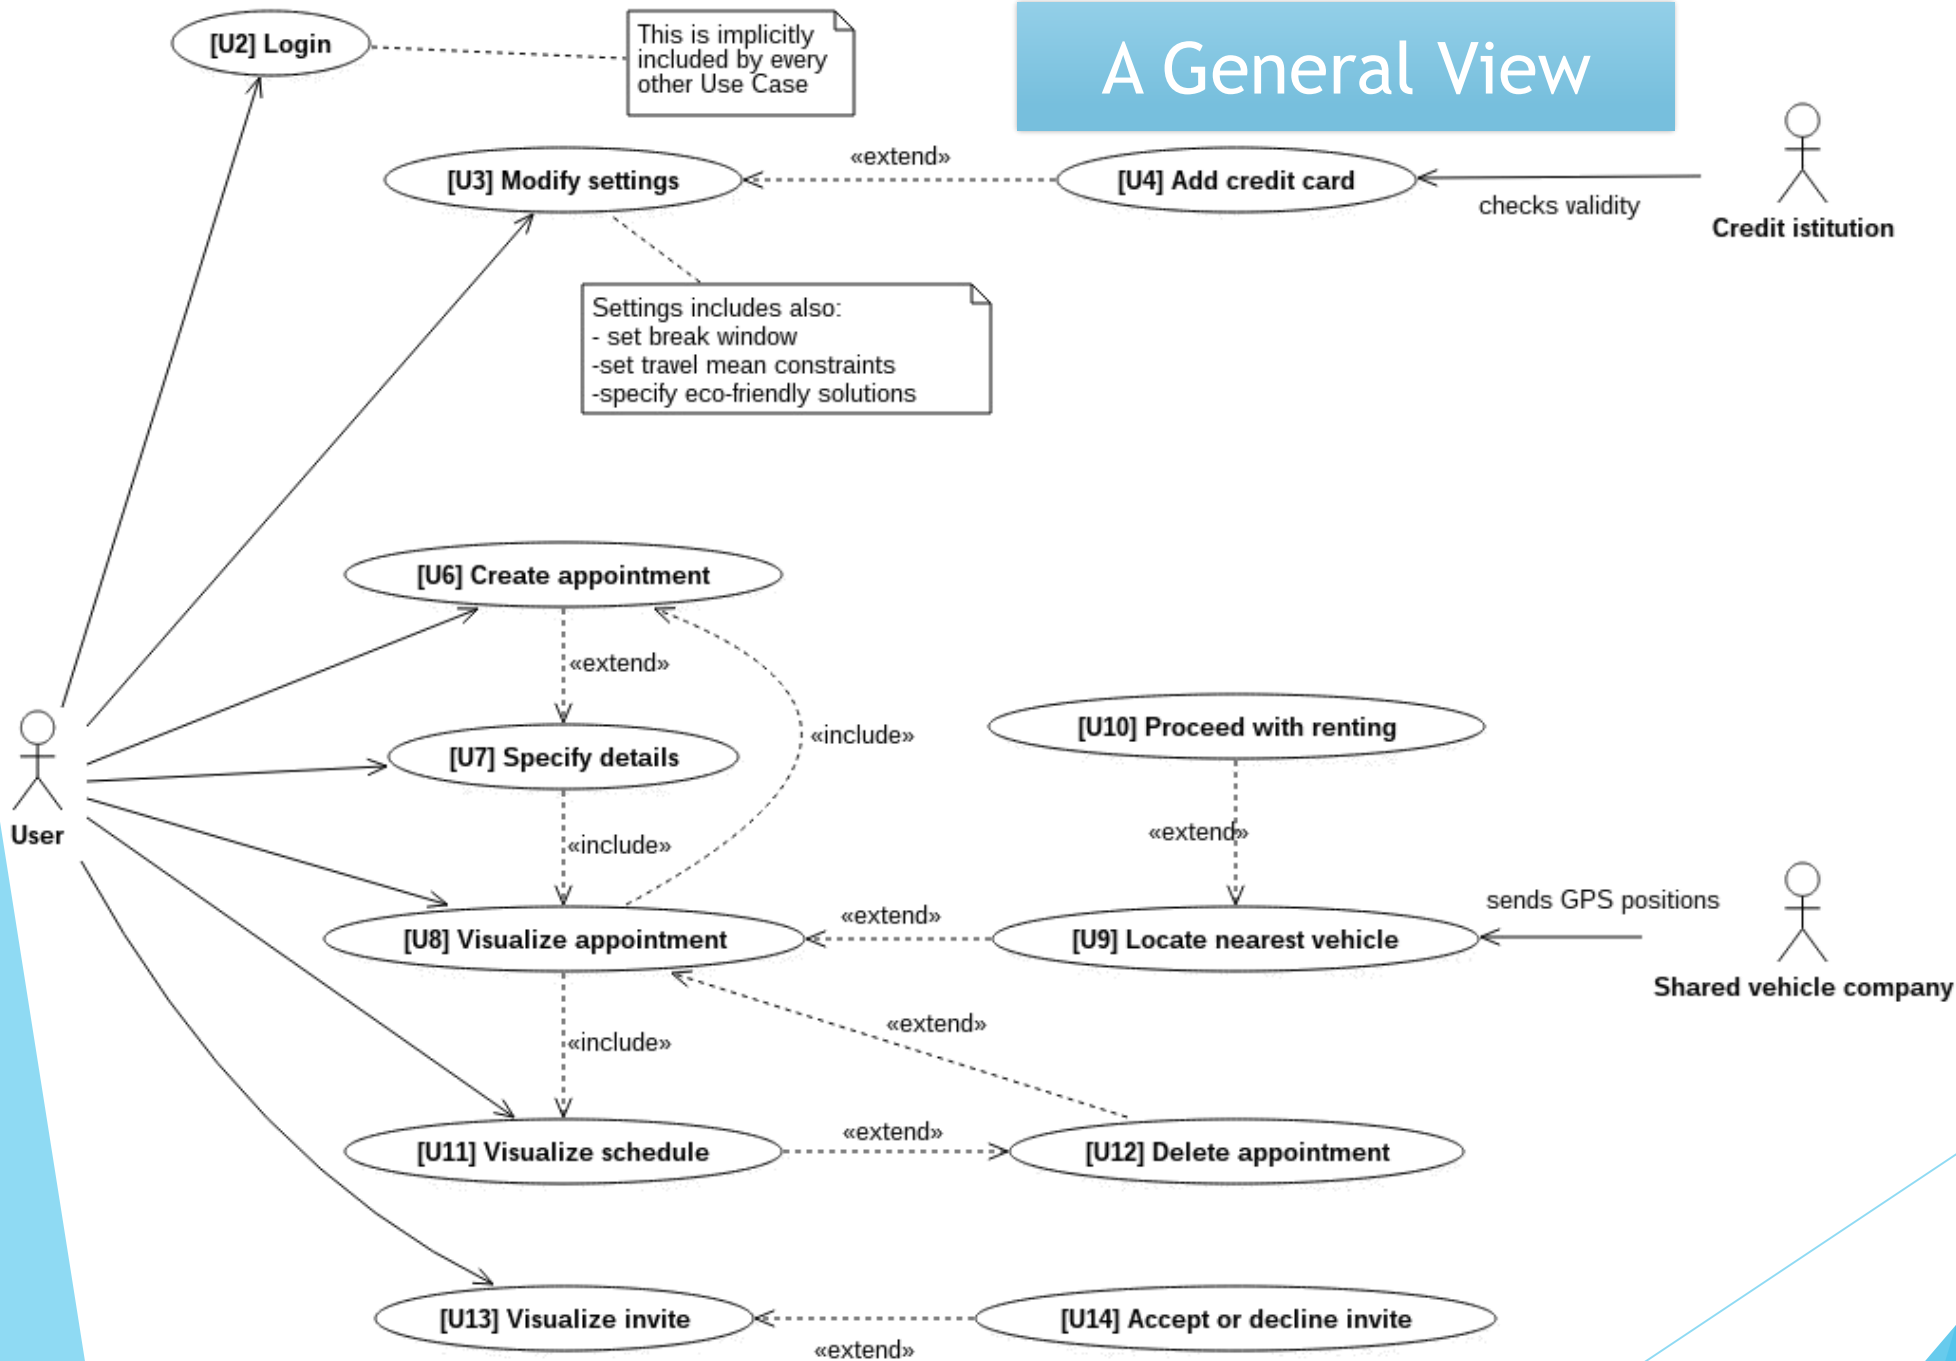 [U2] Login
This is implicitly
included by every
other Use Case
A General View
[U3] Modify settings
«extend»
[U4] Add credit card
checks validity
Credit istitution
Settings includes also:
- set break window
-set travel mean constraints
-specify eco-friendly solutions
[U6] Create appointment
«extend»
«include»
[U7] Specify details
[U10] Proceed with renting
User
«include»
«extend»
[U8] Visualize appointment
«extend»
[U9] Locate nearest vehicle
sends GPS positions
Shared vehicle company
«include»
«extend»
[U11] Visualize schedule
«extend»
[U12] Delete appointment
[U13] Visualize invite
«extend»
[U14] Accept or decline invite